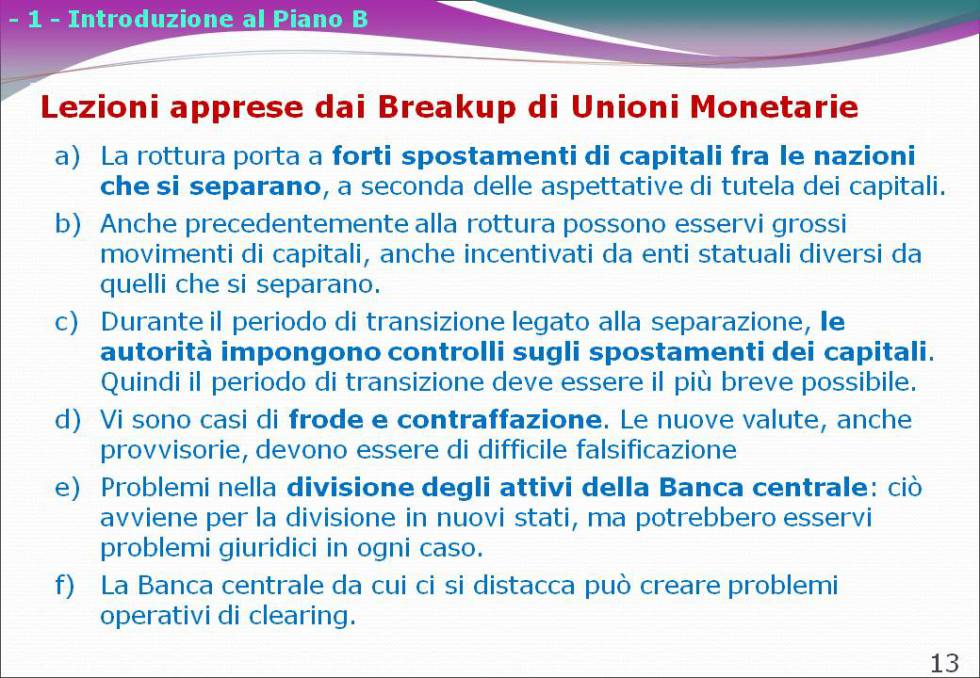 - 1 - Introduzione al Piano B
Lezioni apprese dai Breakup di Unioni Monetarie
a) La rottura porta a forti spostamenti di capitali fra le nazioni
che si separano, a seconda delle aspettative di tutela dei capitali.
b) Anche precedentemente alla rottura possono esservi grossi
movimenti di capitali, anche incentivati da enti statuali diversi da
quelli che si separano.
c) Durante il periodo di transizione legato alla separazione, le
autorità impongono controlli sugli spostamenti dei capitali.
Quindi il periodo di transizione deve essere il più breve possibile.
d) Vi sono casi di frode e contraffazione. Le nuove valute, anche
provvisorie, devono essere di difficile falsificazione
e) Problemi nella divisione degli attivi della Banca centrale: ciò
avviene per la divisione in nuovi stati, ma potrebbero esservi
problemi giuridici in ogni caso.
f) La Banca centrale da cui ci si distacca può creare problemi
operativi di clearing.
13